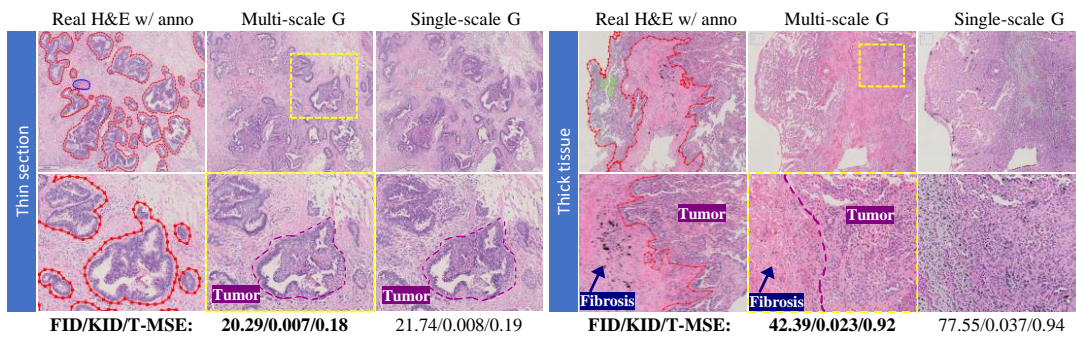 Real H&E w/ anno Multi-scale G Single-scale G
Thin section
Tumor
Tumor
FID/KID/T-MSE: 20.29/0.007/0.18 21.74/0.008/0.19
Real H&E w/ anno Multi-scale G Single-scale G
Thick tissue
Tumor
Tumor
Fibrosis
Fibrosis
FID/KID/T-MSE: 42.39/0.023/0.92 77.55/0.037/0.94